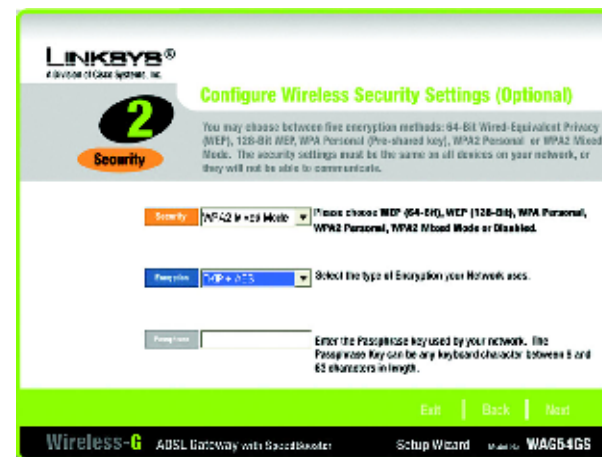 LINKSYS®
A Division of Cisco Systems, Inc.
2
Security
Configure Wireless Security Settings (Optional)
You may choose between five encryption methods: 64-Bit Wired-Equivalent Privacy
(WEP), 128-Bit WEP, WPA Personal (Pre-shared key), WPA2 Personal or WPA2 Mixed
Mode. The security settings must be the same on all devices on your network, or
they will not be able to communicate.
Security
WPA2 Mixed Mode
Please choose WEP (64-Bit), WEP (128-Bit), WPA Personal,
WPA2 Personal, WPA2 Mixed Mode or Disabled.
Encryption
TKIP + AES
Select the type of Encryption your Network uses.
Passphrase
Enter the Passphrase key used by your network. The
Passphrase Key can be any keyboard character between 8 and
63 characters in length.
Exit
Back
Next
Wireless-G
ADSL Gateway with SpeedBooster
Setup Wizard
Model No. WAG54GS